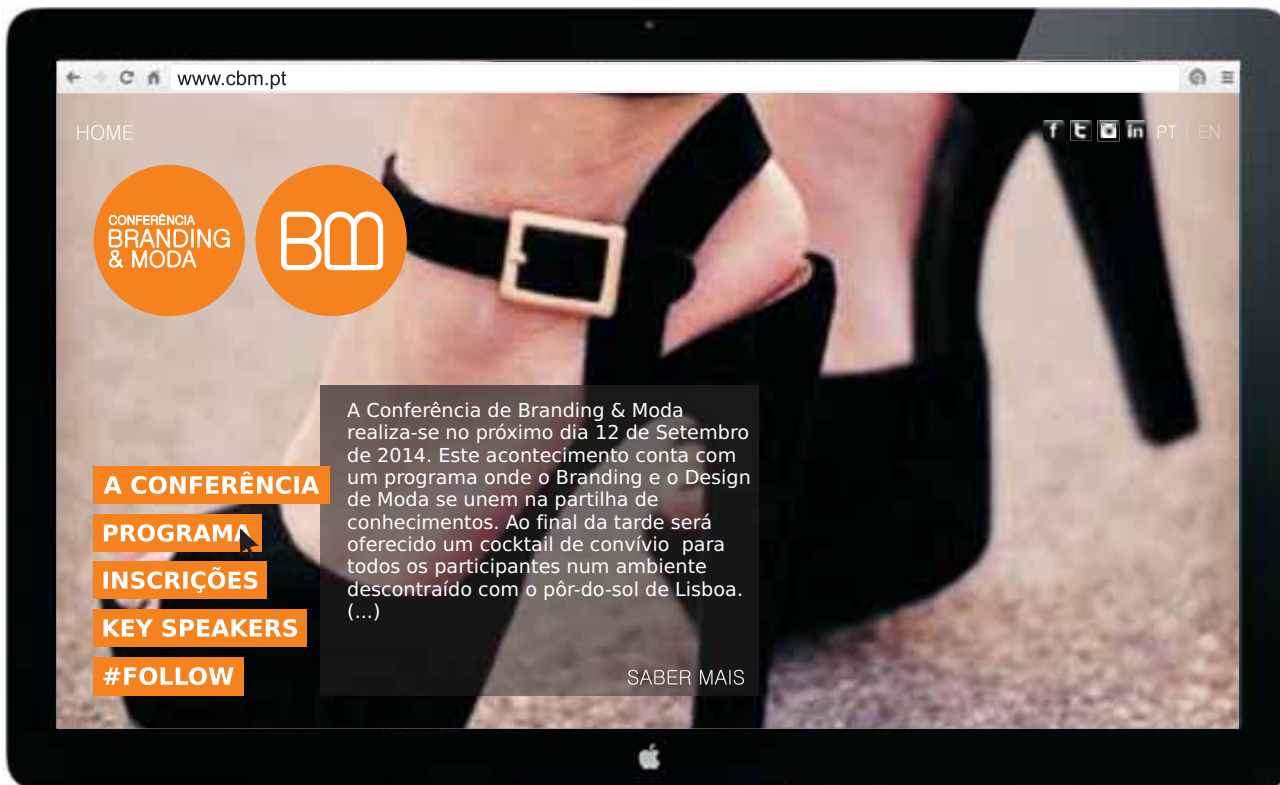 www.cbm.pt
HOME
PT | EN
CONFERÊNCIA
BRANDING
& MODA
BM
A Conferência de Branding & Moda
realiza-se no próximo dia 12 de Setembro
de 2014. Este acontecimento conta com
um programa onde o Branding e o Design
de Moda se unem na partilha de
conhecimentos. Ao final da tarde será
oferecido um cocktail de convívio  para
todos os participantes num ambiente
descontraído com o pôr-do-sol de Lisboa.
(...)
SABER MAIS
A CONFERÊNCIA
PROGRAMA
INSCRIÇÕES
KEY SPEAKERS
#FOLLOW